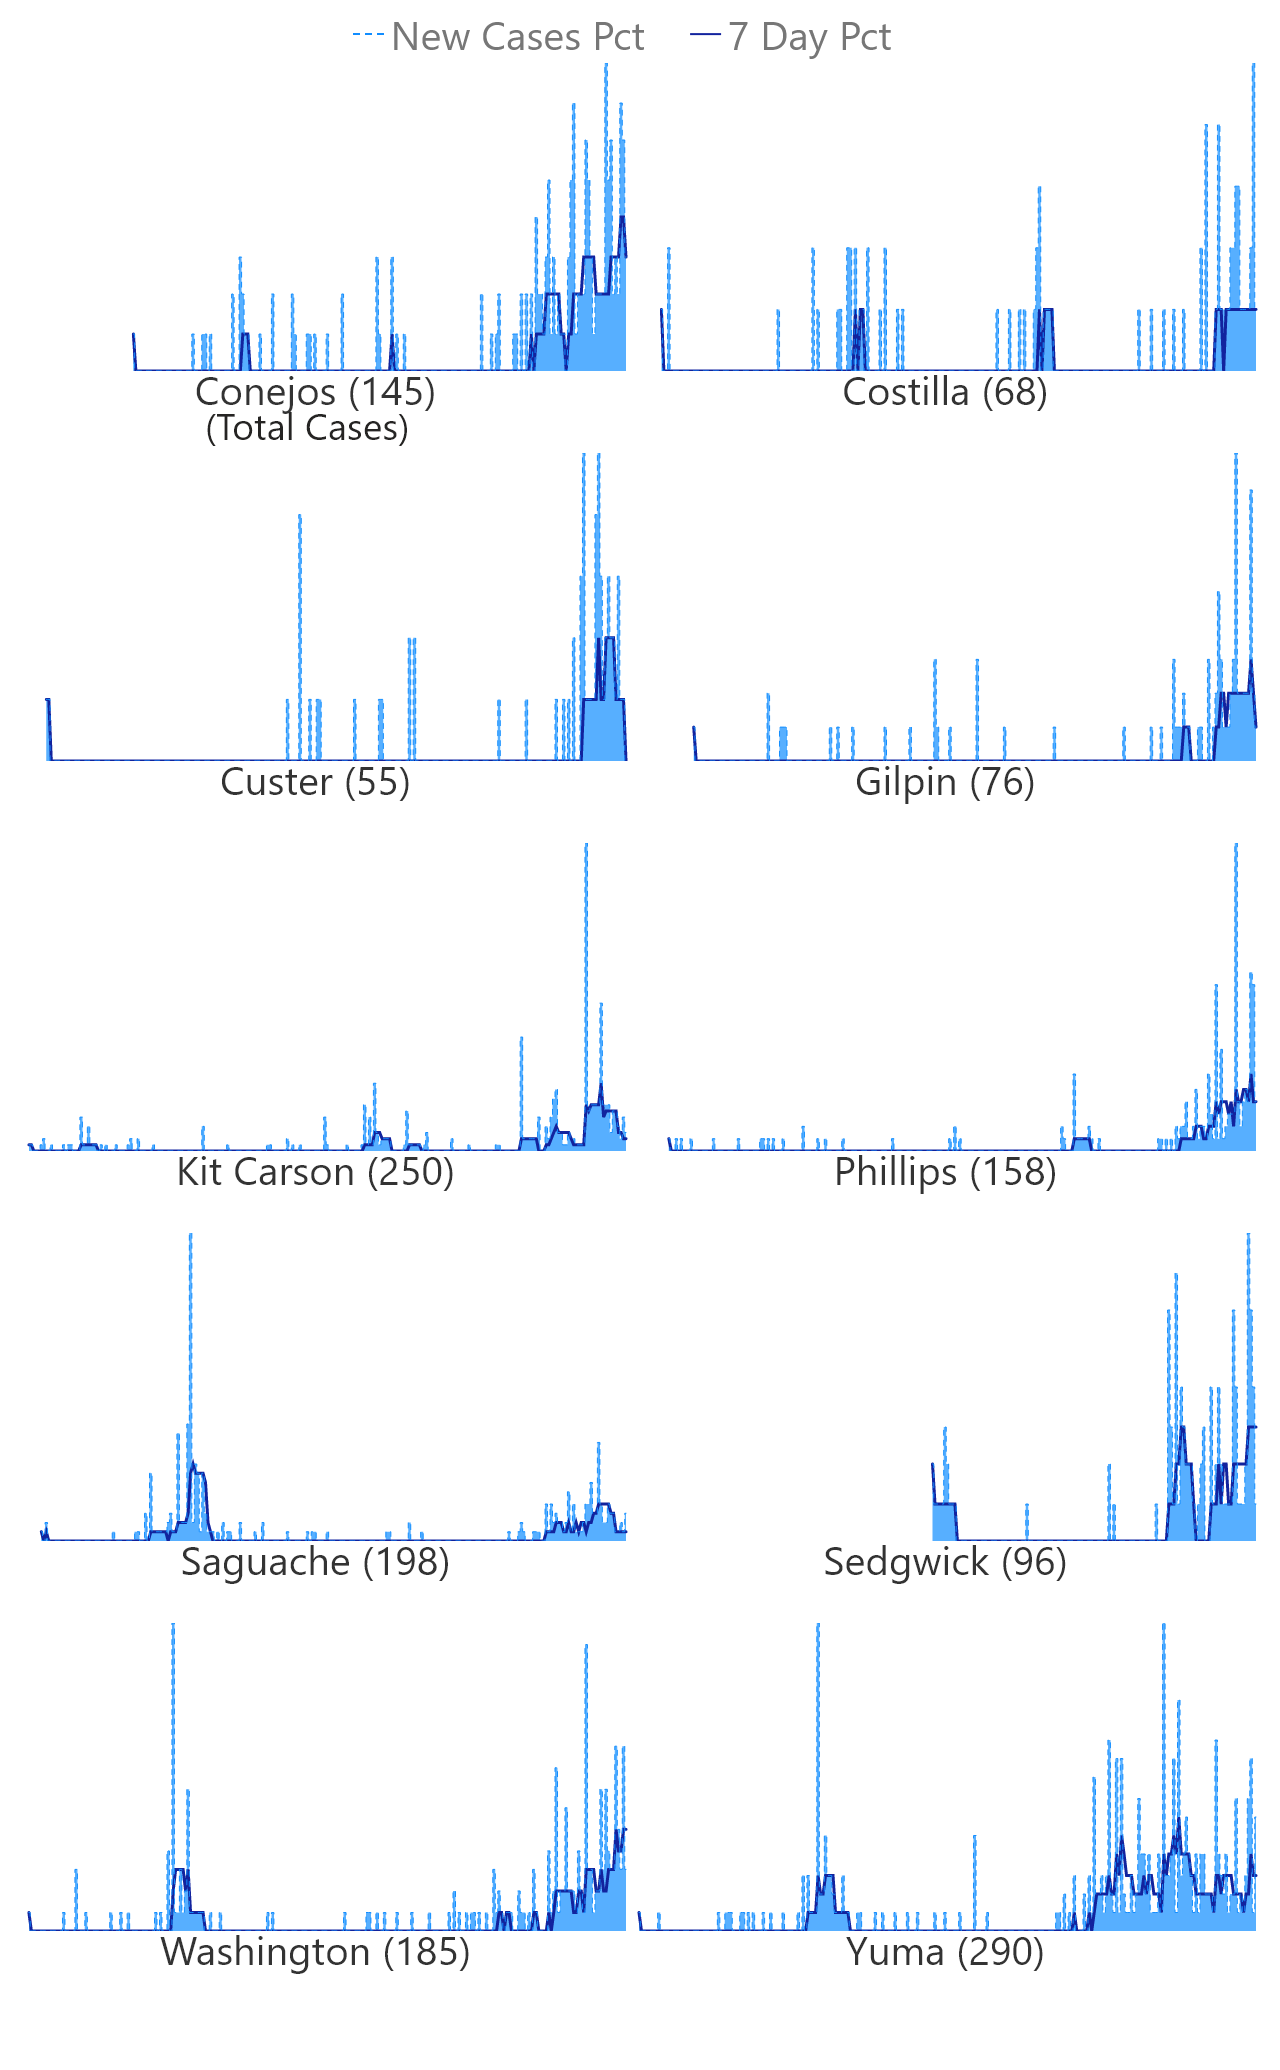 New Cases Pct 7 Day Pct
Conejos (145) Costilla (68)
(Total Cases)
Custer (55) Gilpin (76)
Kit Carson (250) Phillips (158)
Saguache (198) Sedgwick (96)
Washington (185) Yuma (290)